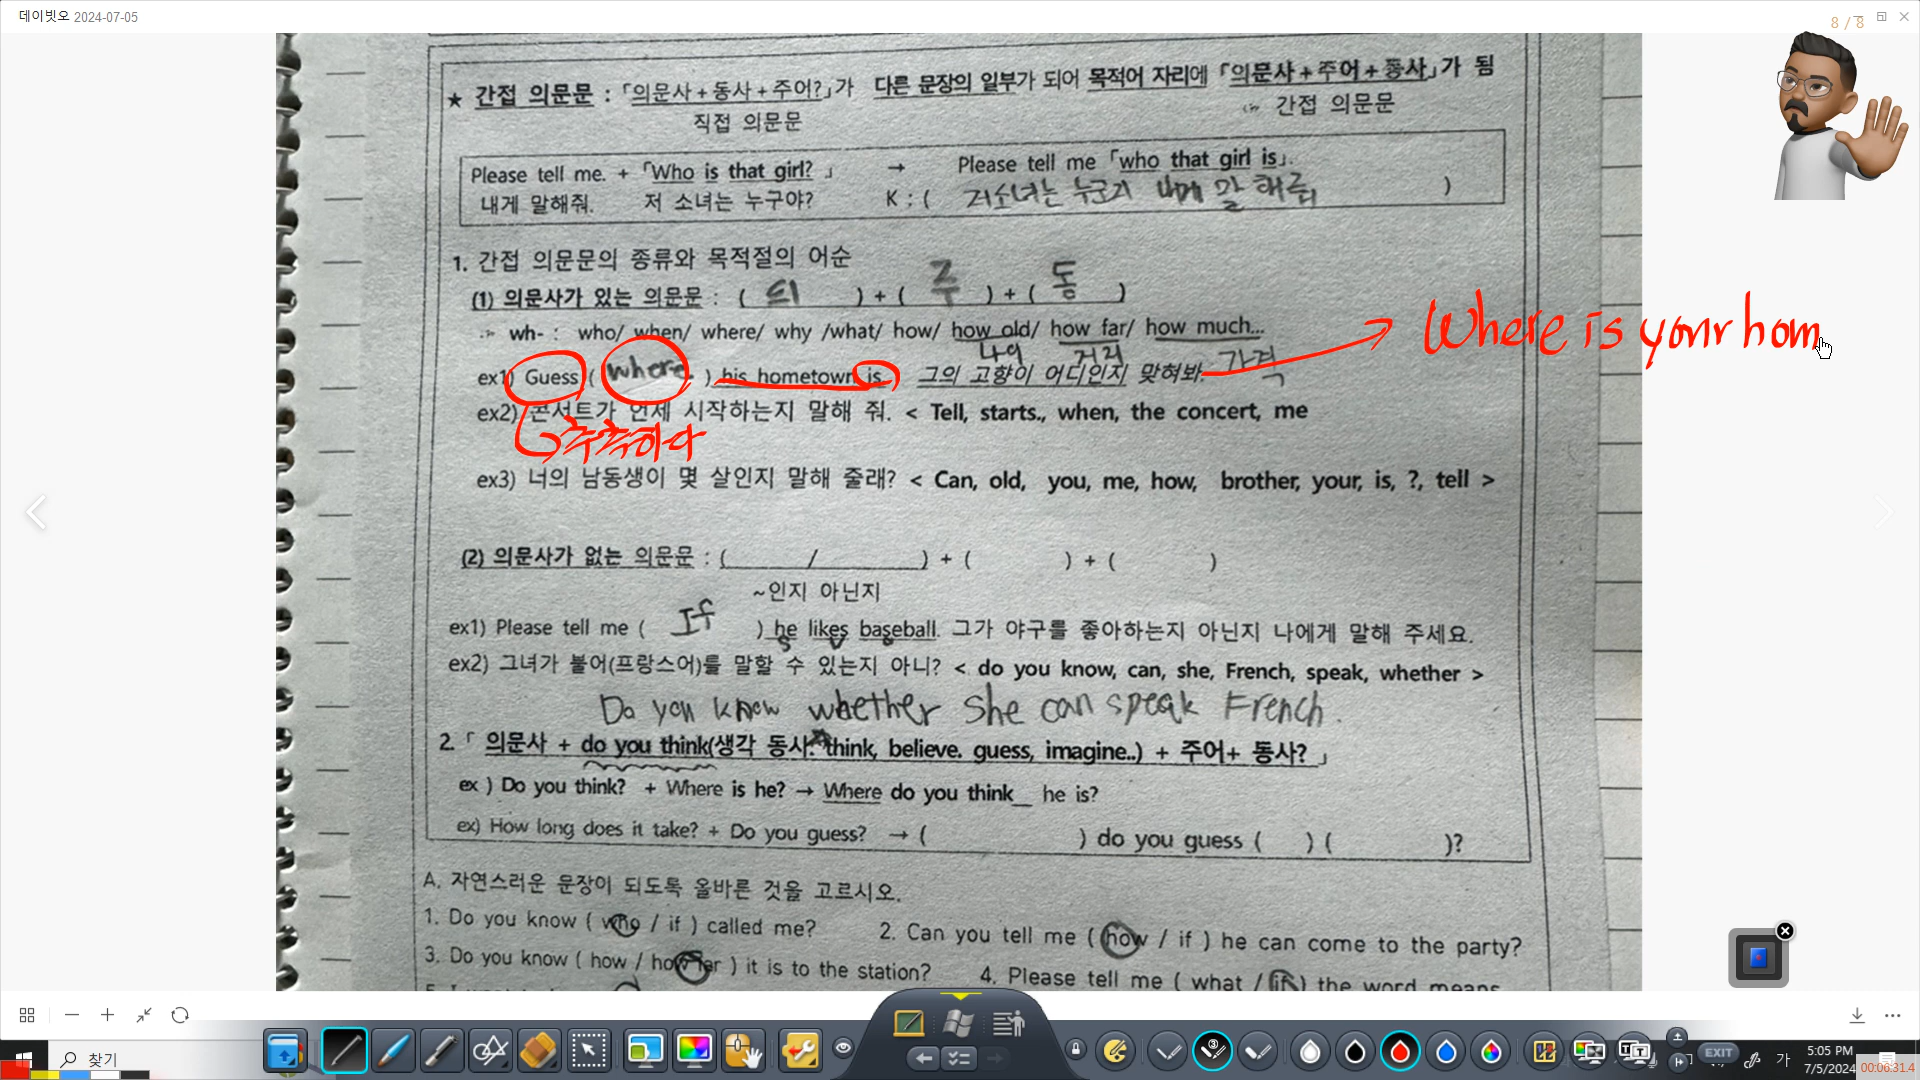 데이빗오 2024-07-05
8 / 8
★ 간접 의문문 : 「의문사 + 동사 + 주어?」가 다른 문장의 일부가 되어 목적어 자리에 「의문사 + 주어 + 동사」가 됨
직접 의문문
간접 의문문
Please tell me. + 「Who is that girl? 」 → Please tell me 「who that girl is」.
내게 말해줘. 저 소녀는 누구야? K : ( 저소녀는 누군지 내게 말 해줘 )
1. 간접 의문문의 종류와 목적절의 어순
(1) 의문사가 있는 의문문 : ( 의 ) + ( 주 ) + ( 동 )
wh- : who/ when/ where/ why /what/ how/ how old/ how far/ how much...
나이 거리 가격
Where is your hom
ex1) Guess ( where ) his hometown is. 그의 고향이 어디인지 맞혀봐.
ex2) 콘서트가 언제 시작하는지 말해 줘. < Tell, starts., when, the concert, me
추측하다
ex3) 너의 남동생이 몇 살인지 말해 줄래? < Can, old, you, me, how, brother, your, is, ?, tell >
(2) 의문사가 없는 의문문 : ( / ) + ( ) + ( )
~인지 아닌지
ex1) Please tell me ( If ) he likes baseball. 그가 야구를 좋아하는지 아닌지 나에게 말해 주세요.
S V
ex2) 그녀가 불어(프랑스어)를 말할 수 있는지 아니? < do you know, can, she, French, speak, whether >
Do you know whether she can speak French.
2. 「 의문사 + do you think(생각 동사: think, believe. guess, imagine..) + 주어+ 동사? 」
ex ) Do you think? + Where is he? → Where do you think_ he is?
ex) How long does it take? + Do you guess? → ( ) do you guess ( ) ( )?
A. 자연스러운 문장이 되도록 올바른 것을 고르시오.
1. Do you know ( who / if ) called me? 2. Can you tell me ( how / if ) he can come to the party?
3. Do you know ( how / how far ) it is to the station? 4. Please tell me ( what / if ) the word means
찾기
EXIT
가
5:05 PM
7/5/2024
00:06:31.4